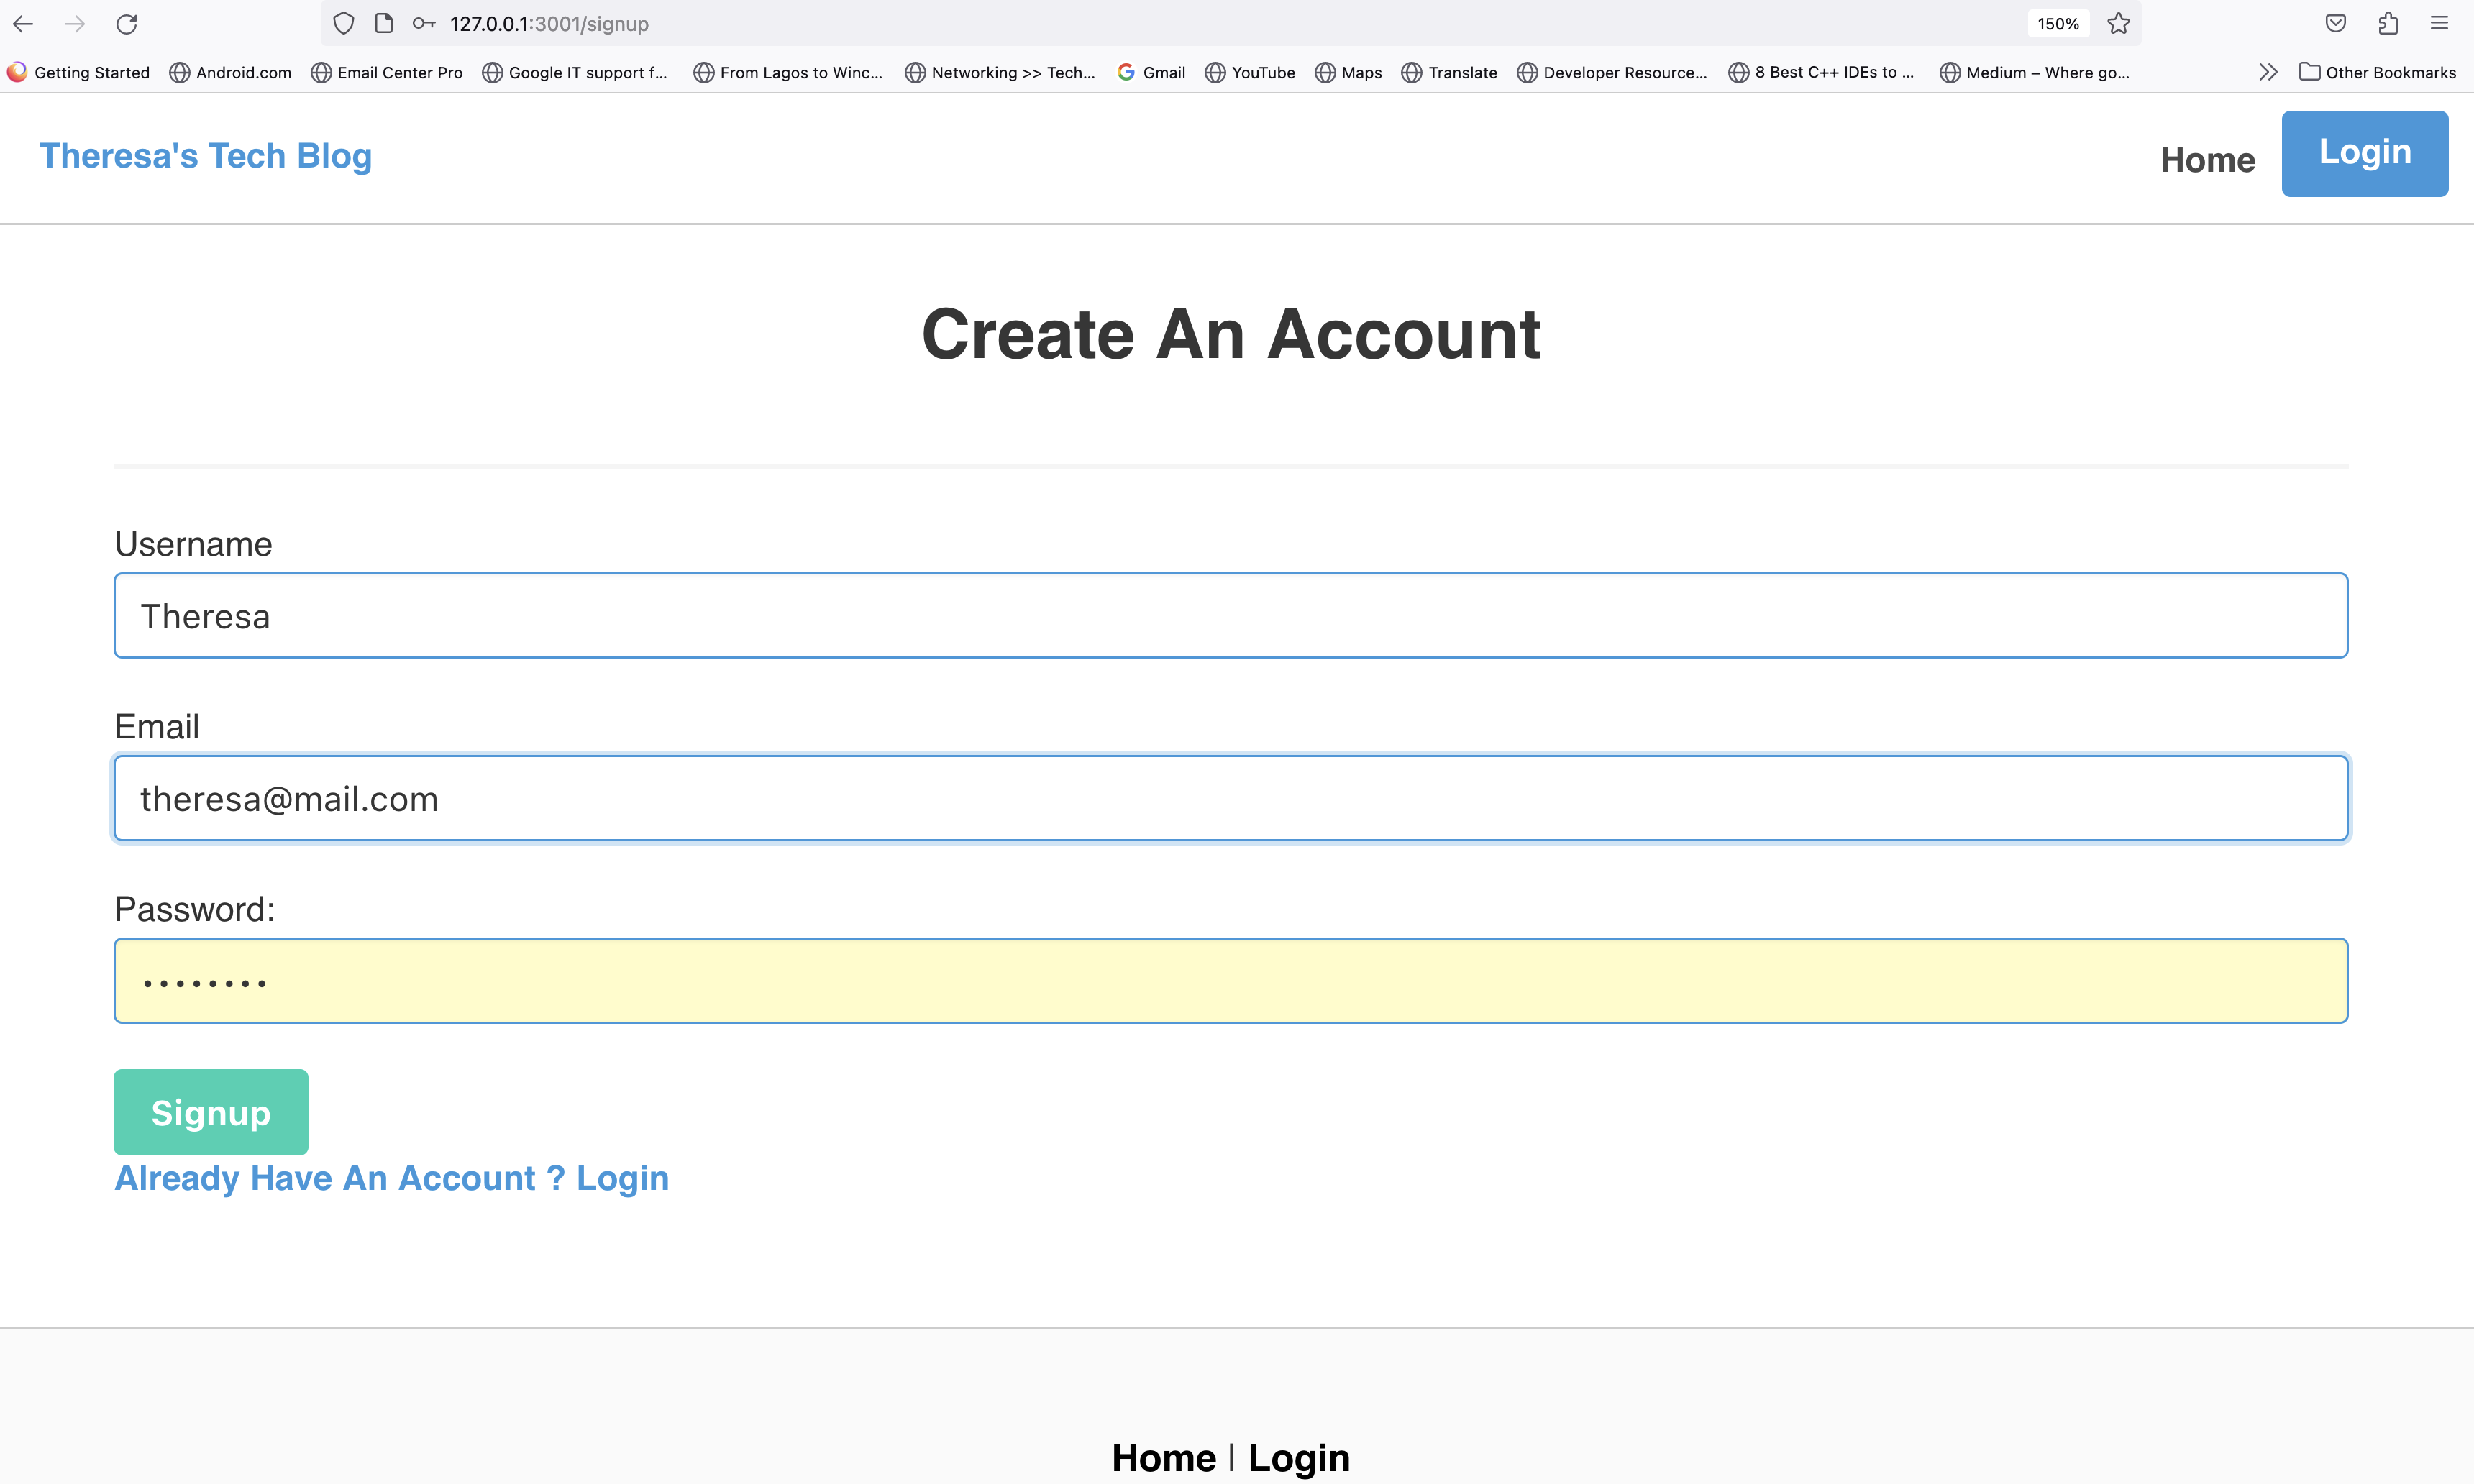 127.0.0.1:3001/signup 150%
Getting Started Android.com Email Center Pro Google IT support f... From Lagos to Winc... Networking >> Tech... Gmail YouTube Maps Translate Developer Resource... 8 Best C++ IDEs to ... Medium – Where go... Other Bookmarks
Theresa's Tech Blog Home Login
Create An Account
Username
Theresa
Email
theresa@mail.com
Password:
••••••••
Signup
Already Have An Account ? Login
Home | Login